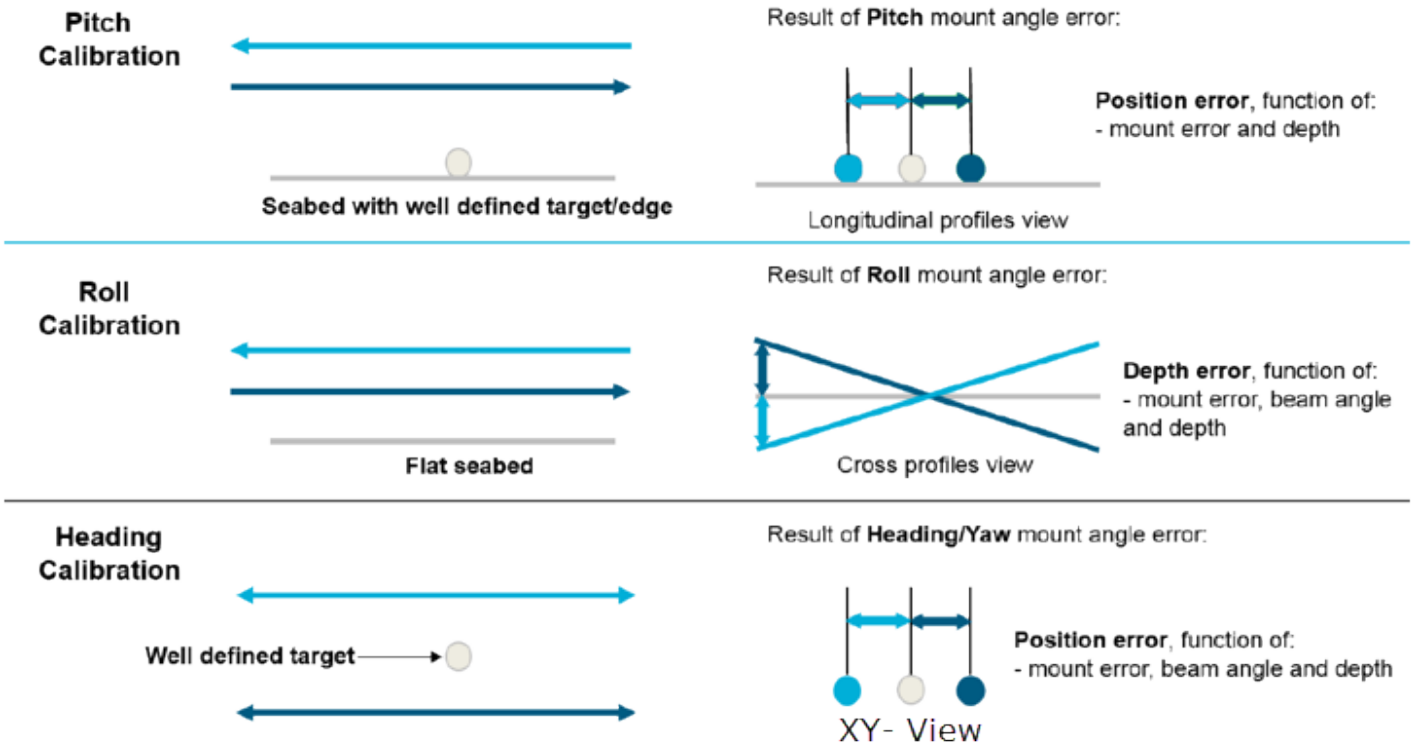 Pitch
Calibration
Seabed with well defined target/edge
Result of Pitch mount angle error:
Position error, function of:
- mount error and depth
Longitudinal profiles view
Roll
Calibration
Flat seabed
Result of Roll mount angle error:
Depth error, function of:
- mount error, beam angle
and depth
Cross profiles view
Heading
Calibration
Well defined target
Result of Heading/Yaw mount angle error:
Position error, function of:
- mount error, beam angle and depth
XY- View